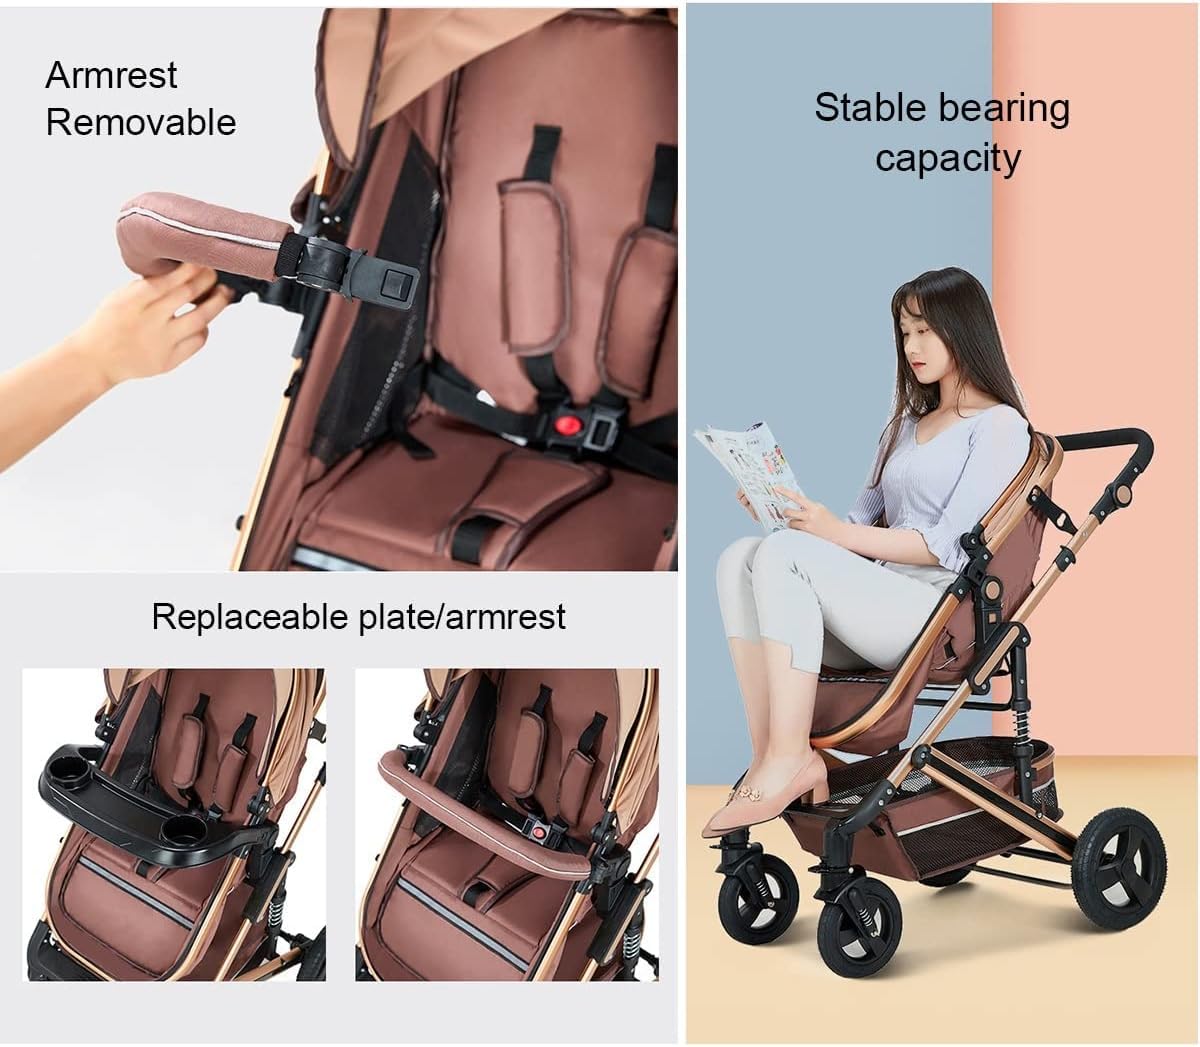 Armrest
Removable
Stable bearing
capacity
Replaceable plate/armrest